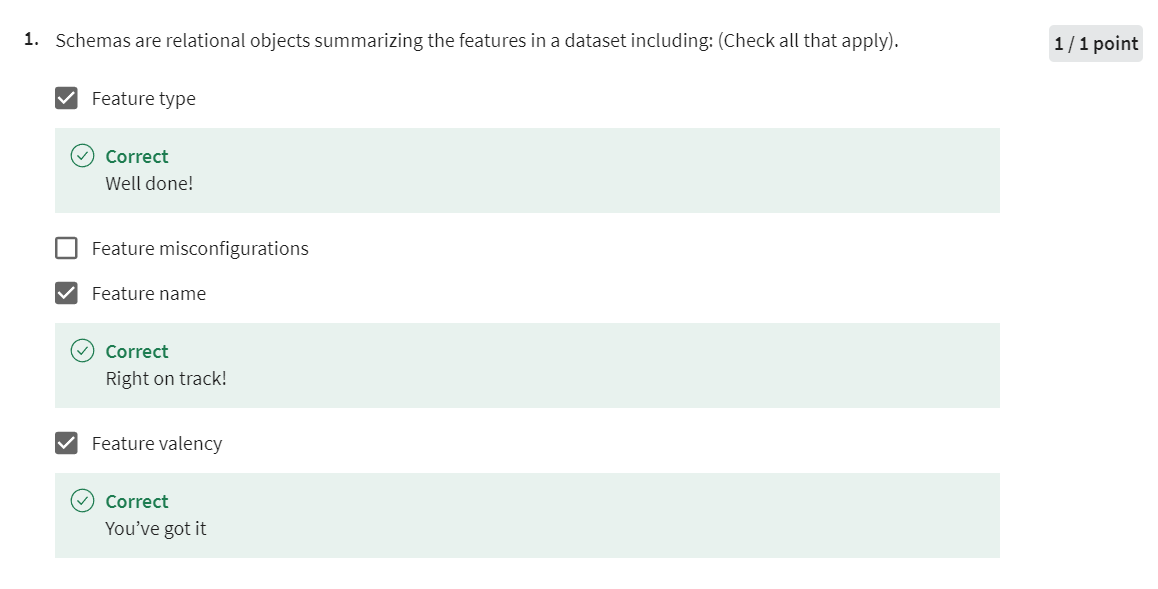 1. Schemas are relational objects summarizing the features in a dataset including: (Check all that apply).
1 / 1 point
Feature type
Correct
Well done!
Feature misconfigurations
Feature name
Correct
Right on track!
Feature valency
Correct
You’ve got it